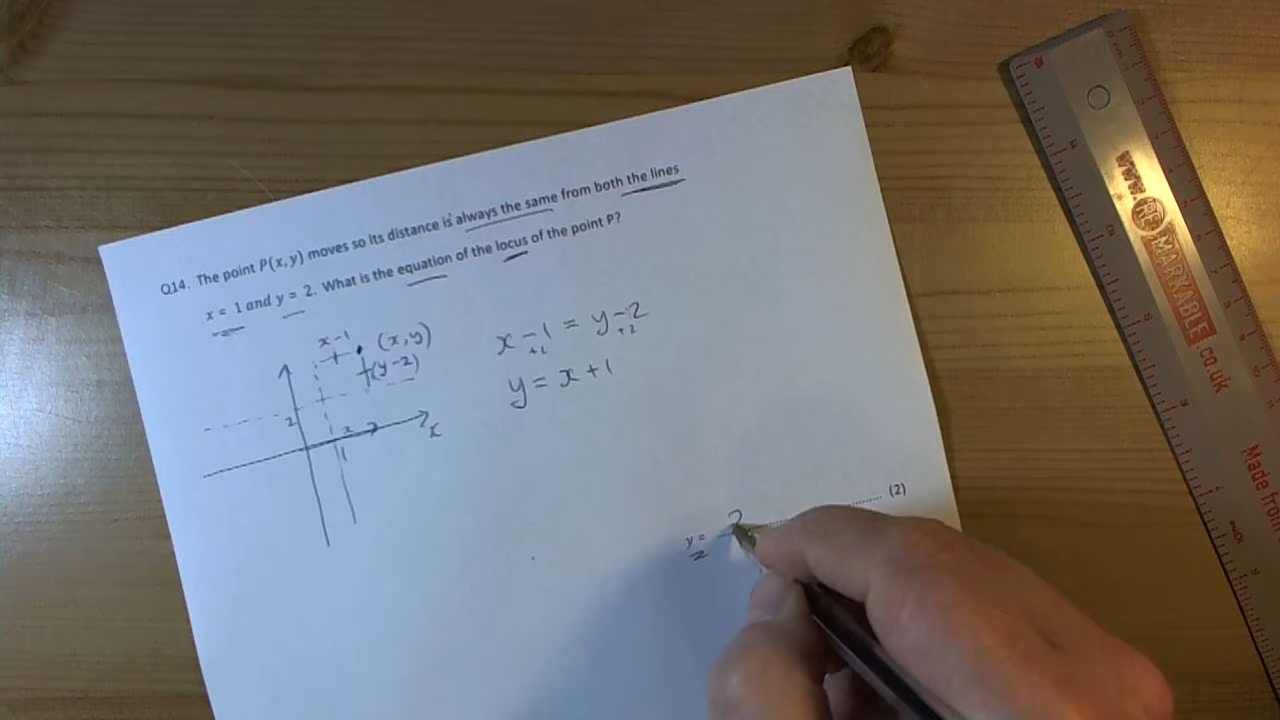 Q14. The point P(x, y) moves so its distance is always the same from both the lines
x = 1 and y = 2. What is the equation of the locus of the point P?
x-1
(x,y)
(y-2)
x - 1 = y - 2
+2 +2
y = x + 1
2
x
1
(2)
y =
www.
RE
MARKABLE
.co.uk
Made from